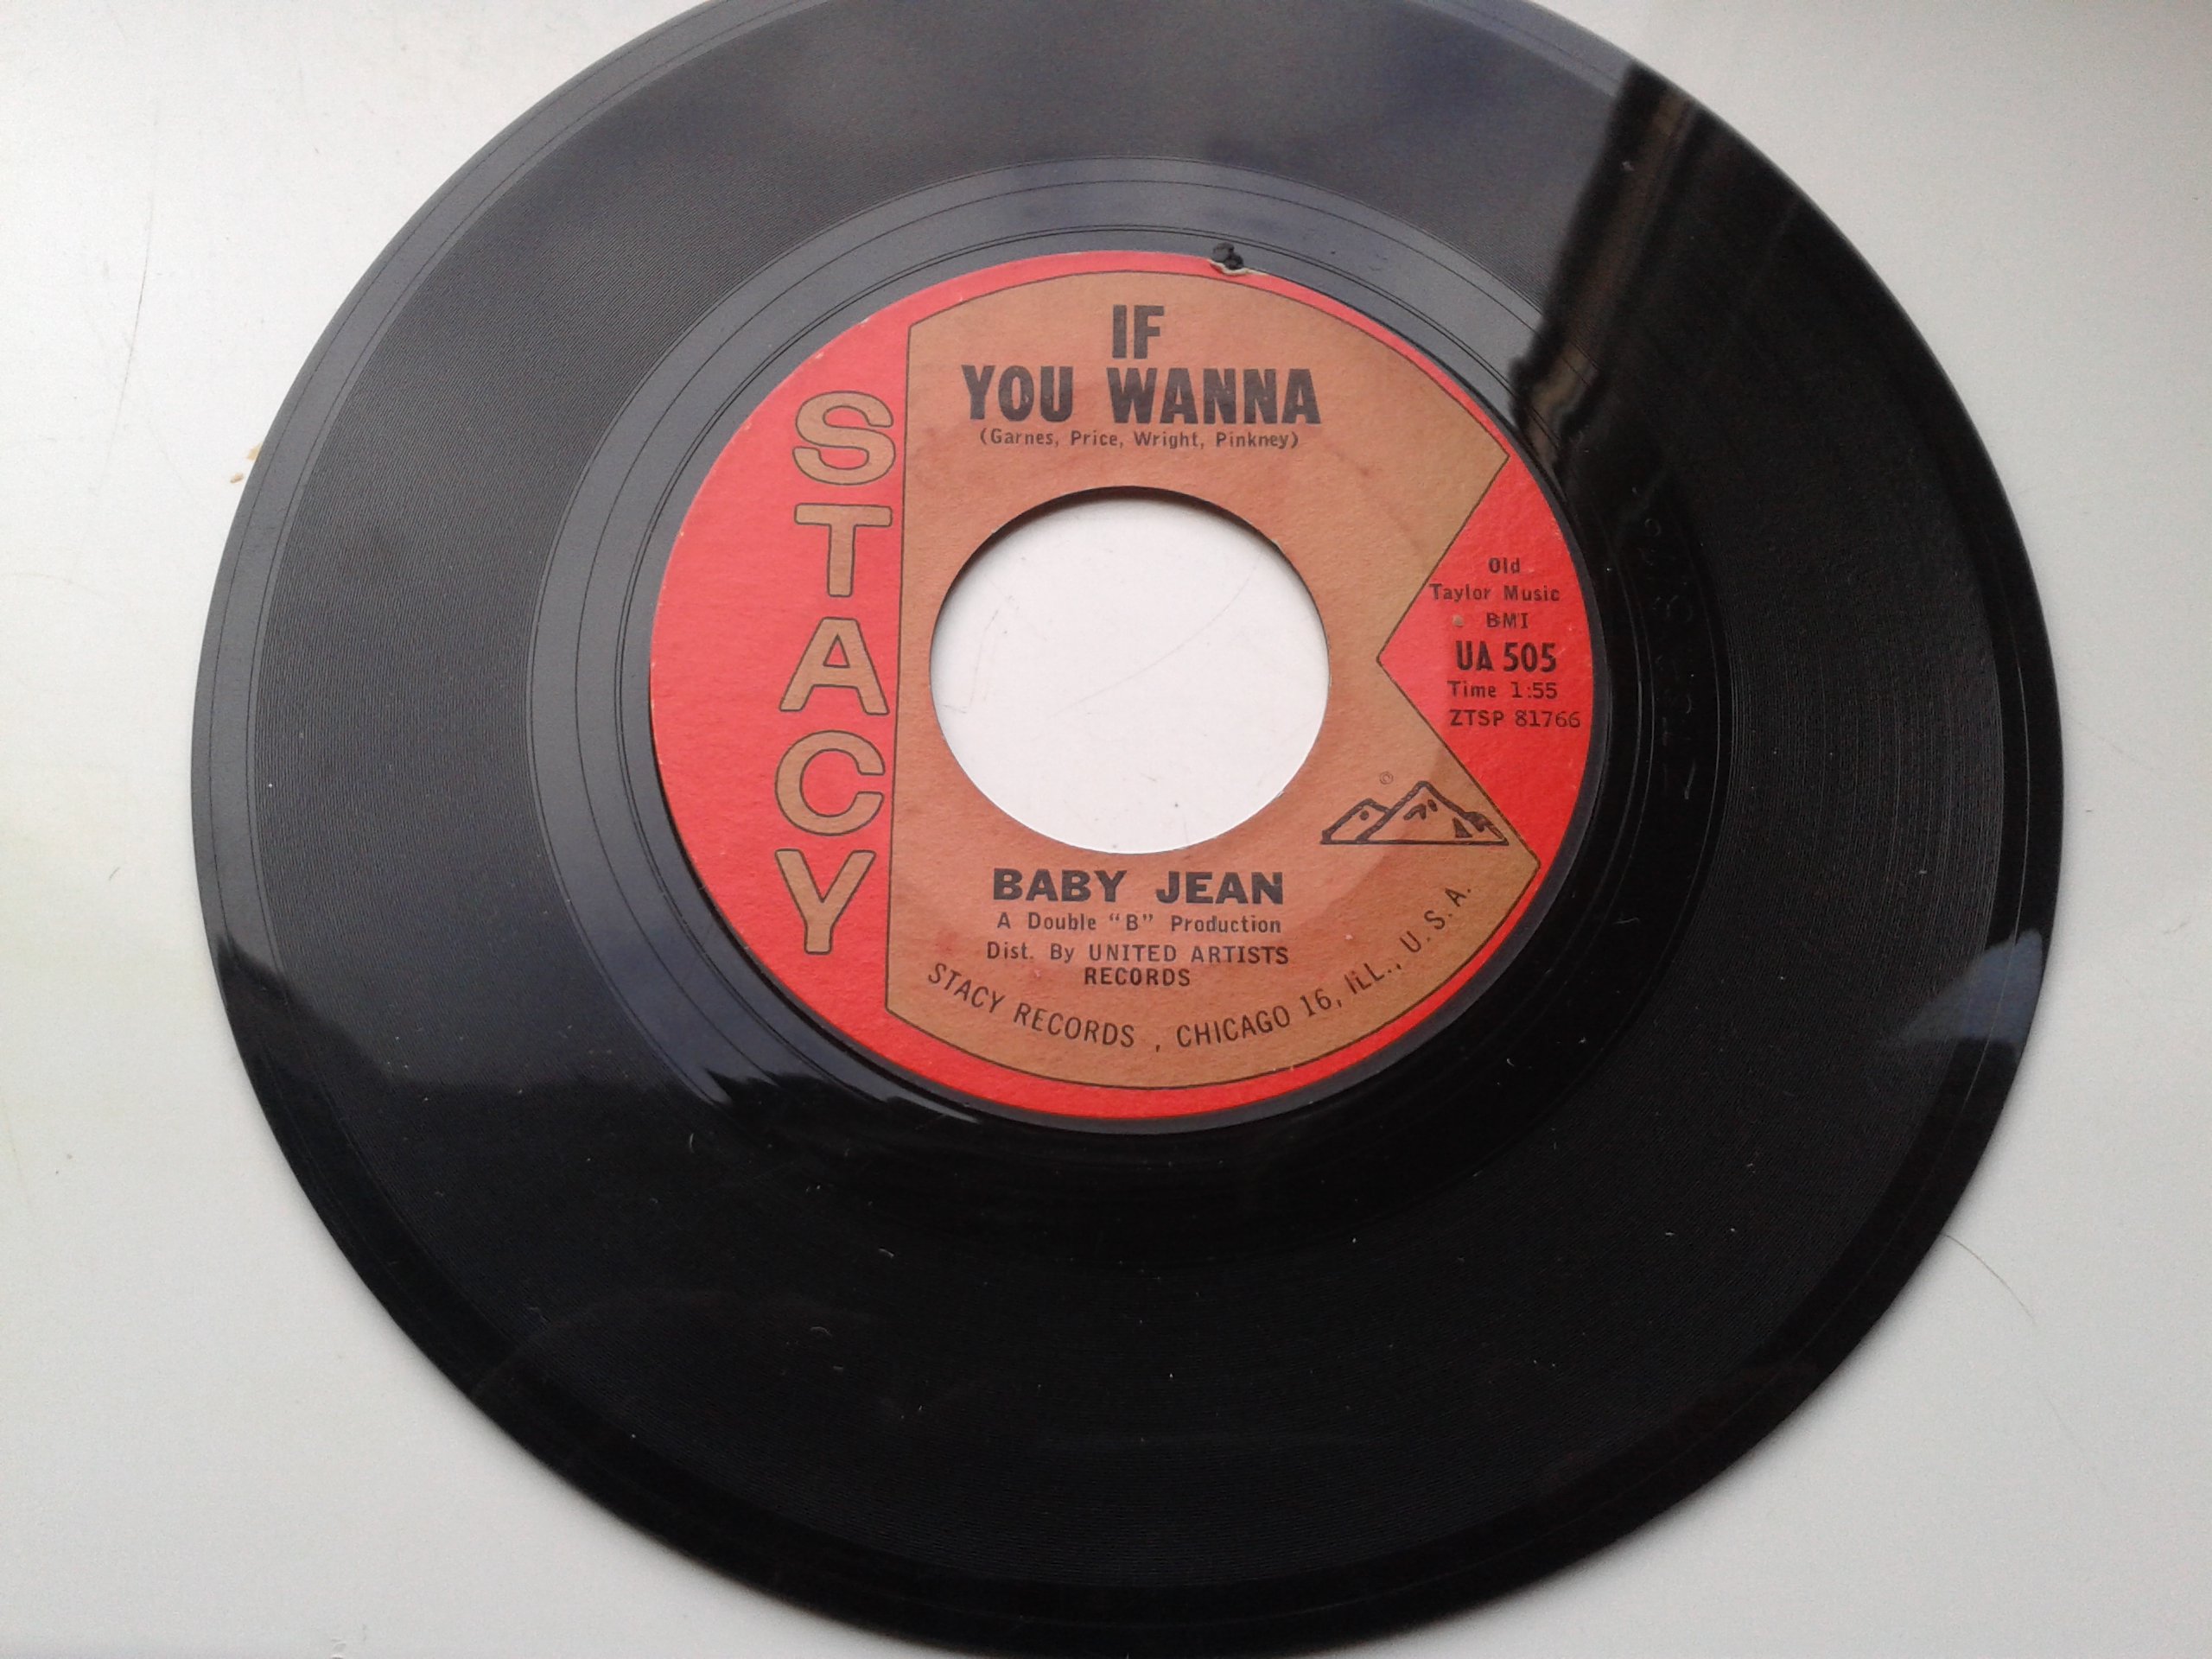 STACY
IF
YOU WANNA
(Garnes, Price, Wright, Pinkney)
Old
Taylor Music
BMI
UA 505
Time 1:55
ZTSP 81766
©
BABY JEAN
A Double “B” Production
Dist. By UNITED ARTISTS
RECORDS
STACY RECORDS , CHICAGO 16, ILL., U.S.A.